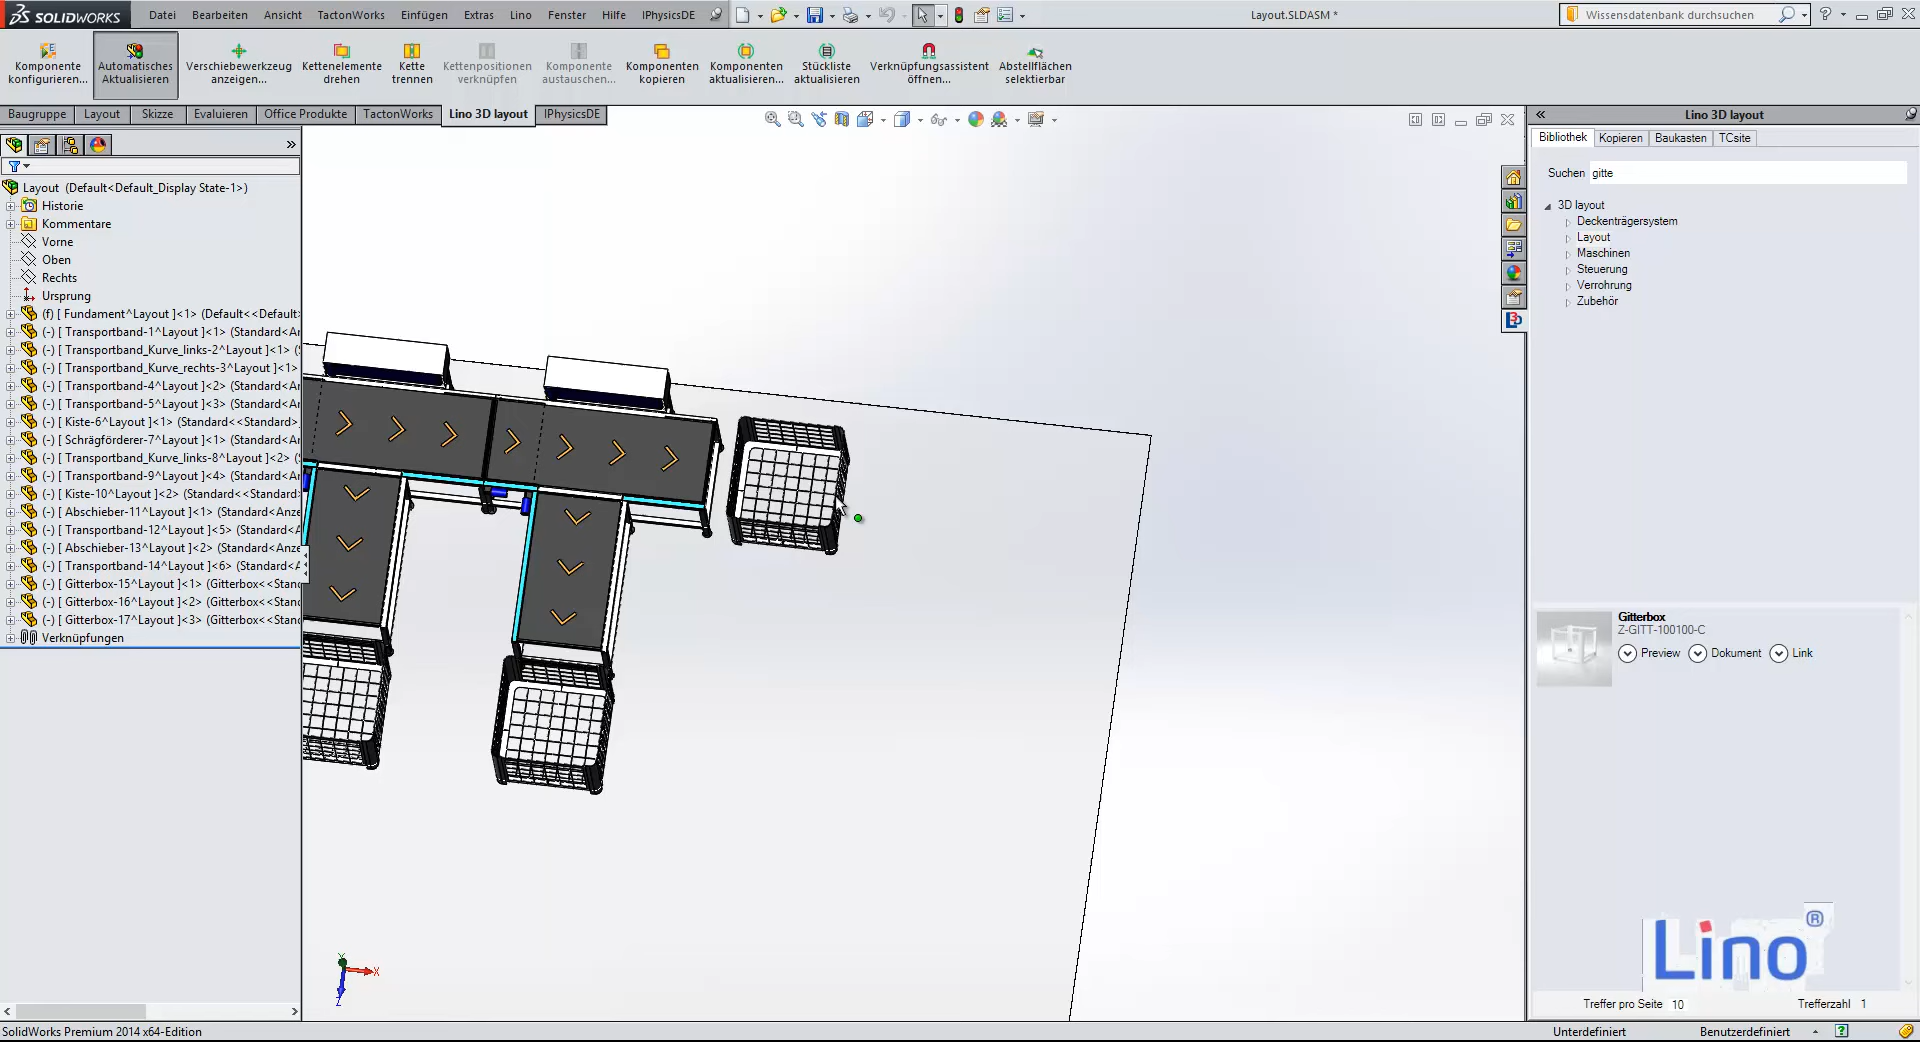 SOLIDWORKS
Datei Bearbeiten Ansicht TactonWorks Einfügen Extras Lino Fenster Hilfe IPhysicsDE
Layout.SLDASM *
Wissensdatenbank durchsuchen
Komponente konfigurieren...
Automatisches Aktualisieren
Verschiebewerkzeug anzeigen...
Kettenelemente drehen
Kette trennen
Kettenpositionen verknüpfen
Komponente austauschen...
Komponenten kopieren
Komponenten aktualisieren...
Stückliste aktualisieren
Verknüpfungsassistent öffnen...
Abstellflächen selektierbar
Baugruppe Layout Skizze Evaluieren Office Produkte TactonWorks Lino 3D layout IPhysicsDE
Layout (Default<Default_Display State-1>)
Historie
Kommentare
Vorne
Oben
Rechts
Ursprung
(f) [ Fundament^Layout ]<1> (Default<<Default>
(-) [ Transportband-1^Layout ]<1> (Standard<Ar
(-) [ Transportband_Kurve_links-2^Layout ]<1> (S
(-) [ Transportband_Kurve_rechts-3^Layout ]<1>
(-) [ Transportband-4^Layout ]<2> (Standard<Ar
(-) [ Transportband-5^Layout ]<3> (Standard<Ar
(-) [ Kiste-6^Layout ]<1> (Standard<<Standard>
(-) [ Schrägförderer-7^Layout ]<1> (Standard<Ar
(-) [ Transportband_Kurve_links-8^Layout ]<2> (S
(-) [ Transportband-9^Layout ]<4> (Standard<Ar
(-) [ Kiste-10^Layout ]<2> (Standard<<Standard>
(-) [ Abschieber-11^Layout ]<1> (Standard<Anze
(-) [ Transportband-12^Layout ]<5> (Standard<A
(-) [ Abschieber-13^Layout ]<2> (Standard<Anze
(-) [ Transportband-14^Layout ]<6> (Standard<A
(-) [ Gitterbox-15^Layout ]<1> (Gitterbox<<Stand
(-) [ Gitterbox-16^Layout ]<2> (Gitterbox<<Stand
(-) [ Gitterbox-17^Layout ]<3> (Gitterbox<<Stand
Verknüpfungen
Y
X
Z
Lino 3D layout
Bibliothek Kopieren Baukasten TCsite
Suchen gitte
3D layout
Deckenträgersystem
Layout
Maschinen
Steuerung
Verrohrung
Zubehör
Gitterbox
Z-GITT-100100-C
Preview Dokument Link
Lino®
Treffer pro Seite 10 Trefferzahl 1
SolidWorks Premium 2014 x64-Edition
Unterdefiniert Benutzerdefiniert